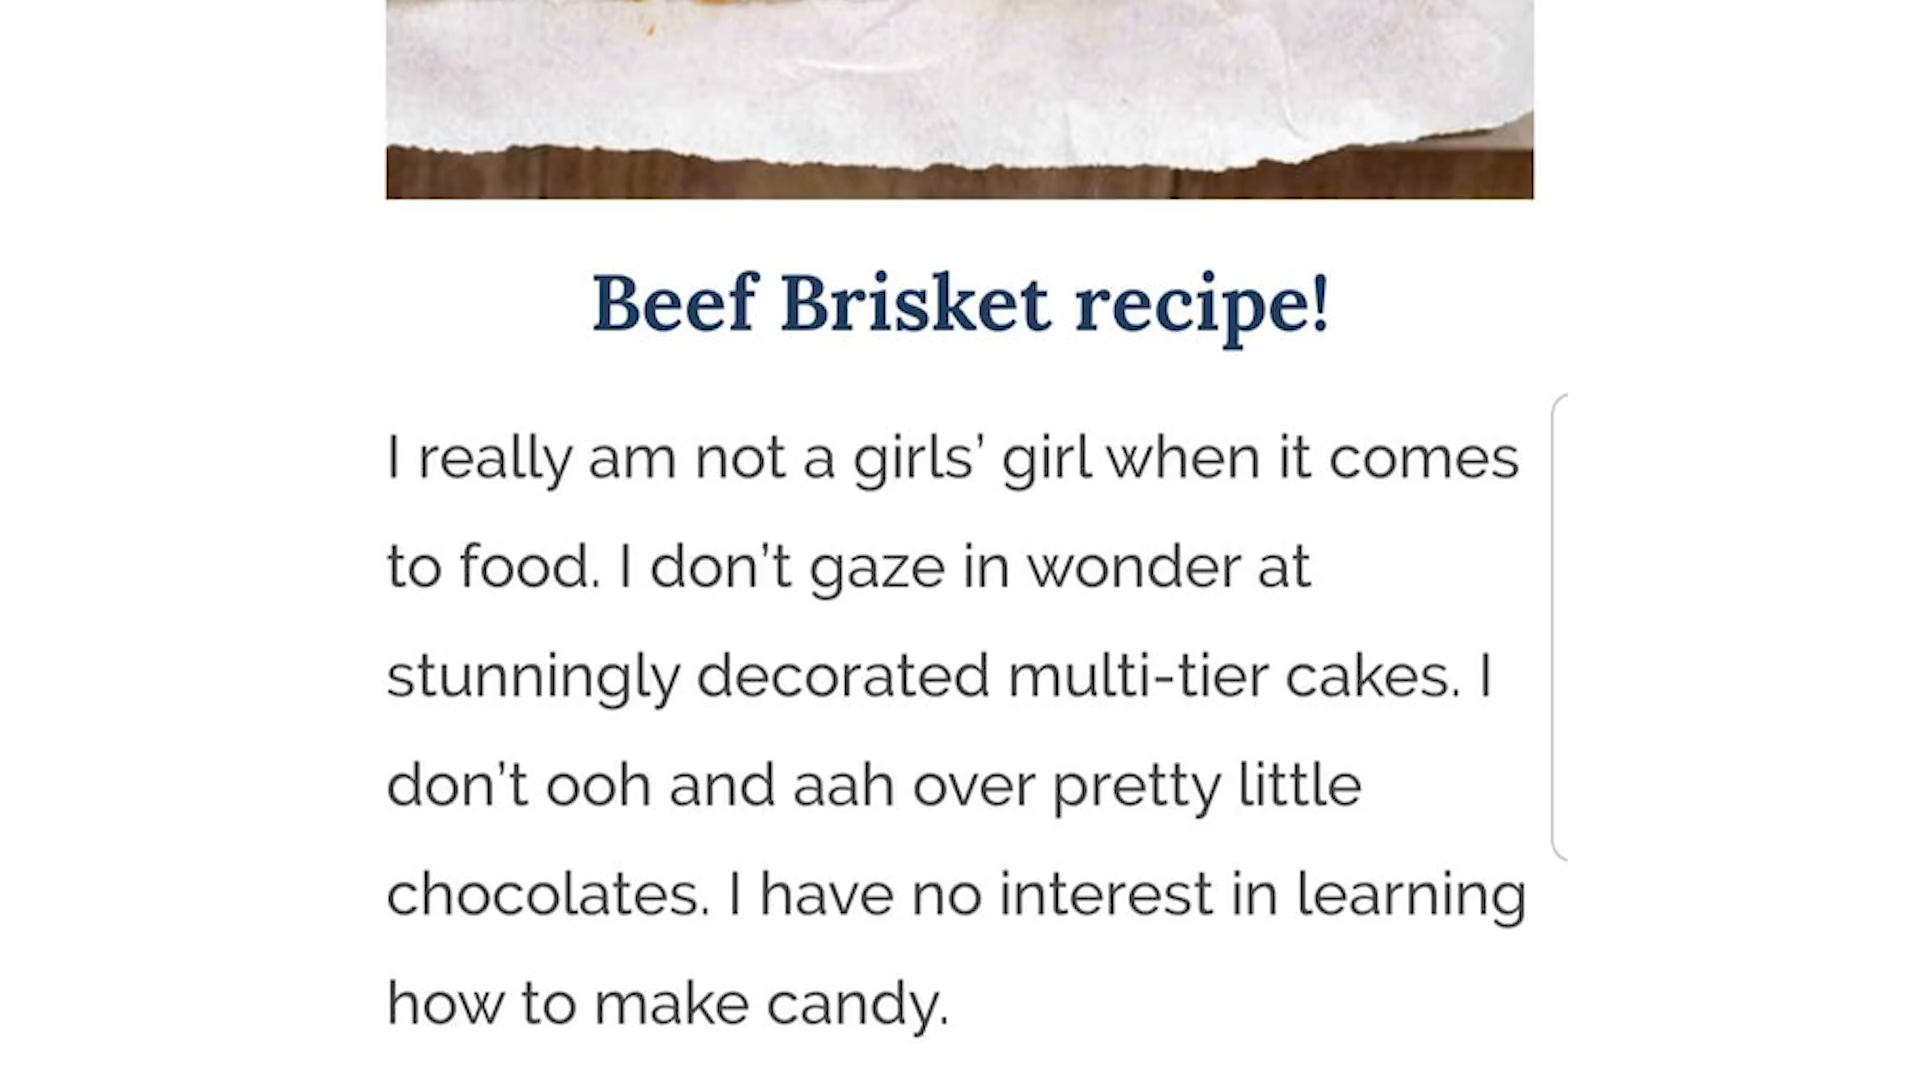 Beef Brisket recipe!
I really am not a girls’ girl when it comes
to food. I don’t gaze in wonder at
stunningly decorated multi-tier cakes. I
don’t ooh and aah over pretty little
chocolates. I have no interest in learning
how to make candy.